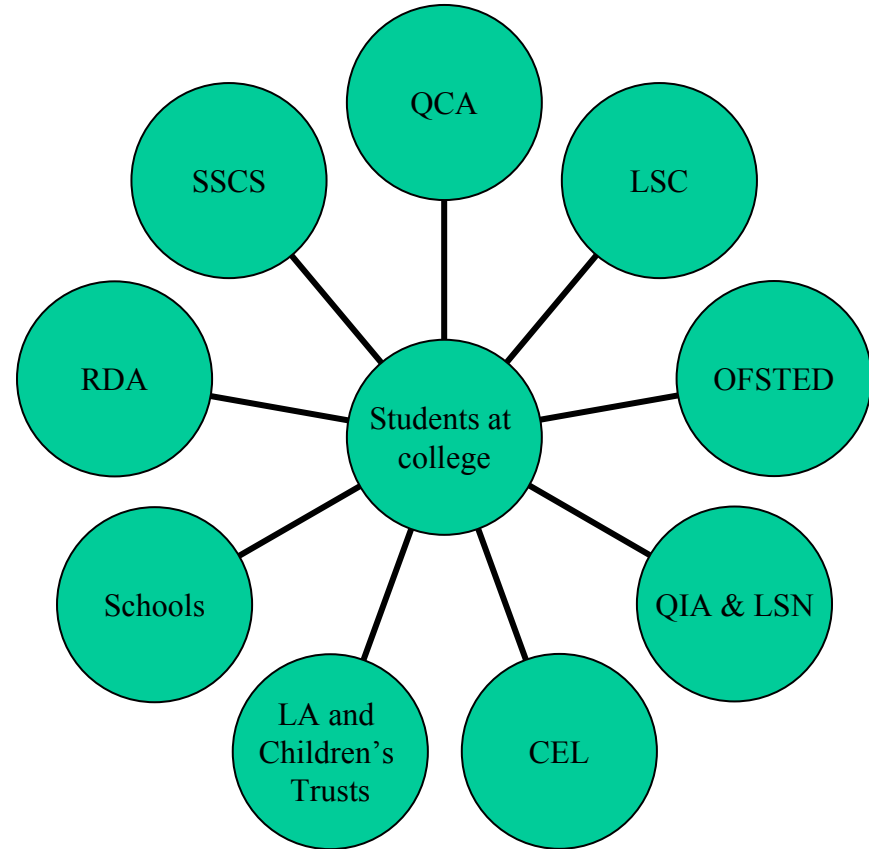 QCA
SSCS
LSC
RDA
OFSTED
Students at
college
Schools
QIA & LSN
LA and
Children’s
Trusts
CEL